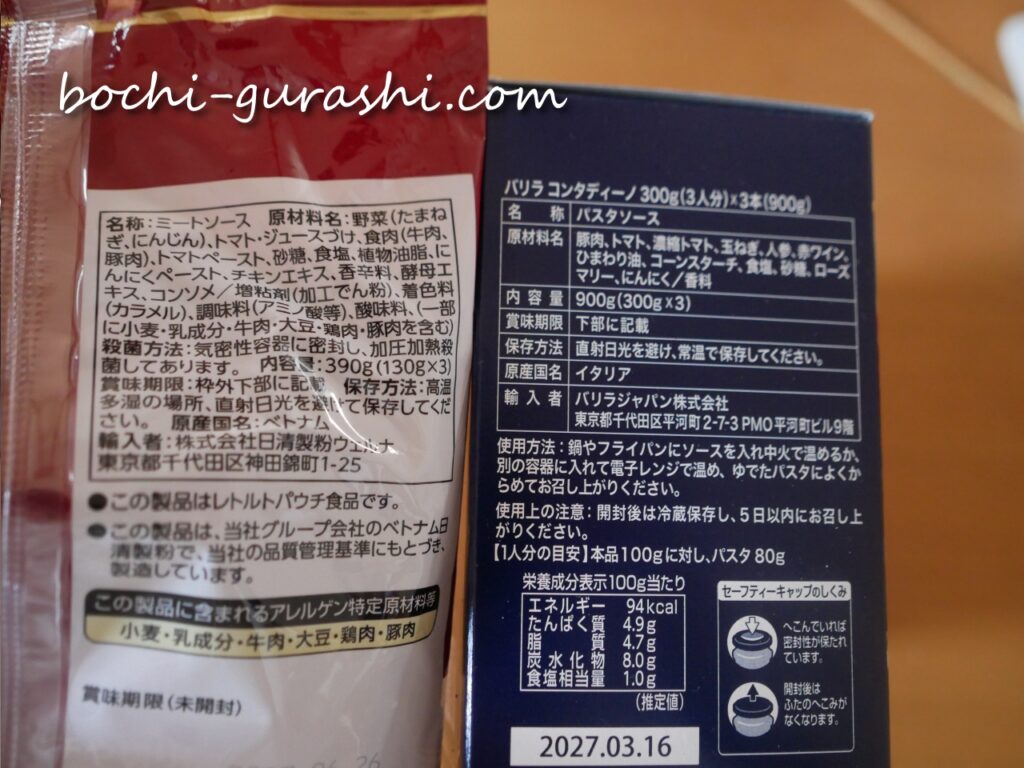 bochi-gurashi.com
名称:ミートソース 原材料名:野菜(たまね
ぎ、にんじん)、トマト・ジュースづけ、食肉(牛肉、
豚肉)、トマトペースト、砂糖、食塩、植物油脂、に
んにくペースト、チキンエキス、香辛料、酵母エ
キス、コンソメ/増粘剤(加工でん粉)、着色料
(カラメル)、調味料(アミノ酸等)、酸味料、(一部
に小麦・乳成分・牛肉・大豆・鶏肉・豚肉を含む)
殺菌方法:気密性容器に密封し、加圧加熱殺
菌してあります。 内容量:390g(130g×3)
賞味期限:枠外下部に記載 保存方法:高温
多湿の場所、直射日光を避けて保存してくだ
さい。 原産国名:ベトナム
輸入者:株式会社日清製粉ウェルナ
東京都千代田区神田錦町1-25
●この製品はレトルトパウチ食品です。
●この製品は、当社グループ会社のベトナム日
清製粉で、当社の品質管理基準にもとづき、
製造しています。
この製品に含まれるアレルゲン特定原材料等
小麦・乳成分・牛肉・大豆・鶏肉・豚肉
賞味期限(未開封)
バリラ コンタディーノ 300g(3人分)×3本(900g)
名称 パスタソース
原材料名 豚肉、トマト、濃縮トマト、玉ねぎ、人参、赤ワイン、
ひまわり油、コーンスターチ、食塩、砂糖、ローズ
マリー、にんにく/香料
内容量 900g(300g×3)
賞味期限 下部に記載
保存方法 直射日光を避け、常温で保存してください。
原産国名 イタリア
輸入者 バリラジャパン株式会社
東京都千代田区平河町2-7-3 PMO平河町ビル9階
使用方法:鍋やフライパンにソースを入れ中火で温めるか、
別の容器に入れて電子レンジで温め、ゆでたパスタによくか
らめてお召し上がりください。
使用上の注意:開封後は冷蔵保存し、5日以内にお召し上
がりください。
【1人分の目安】本品100gに対し、パスタ80g
栄養成分表示100g当たり
エネルギー 94kcal
たんぱく質 4.9g
脂質 4.7g
炭水化物 8.0g
食塩相当量 1.0g
(推定値)
セーフティーキャップのしくみ
へこんでいれば
密封性が保たれ
ています。
開封後は
ふたのへこみが
なくなります。
2027.03.16